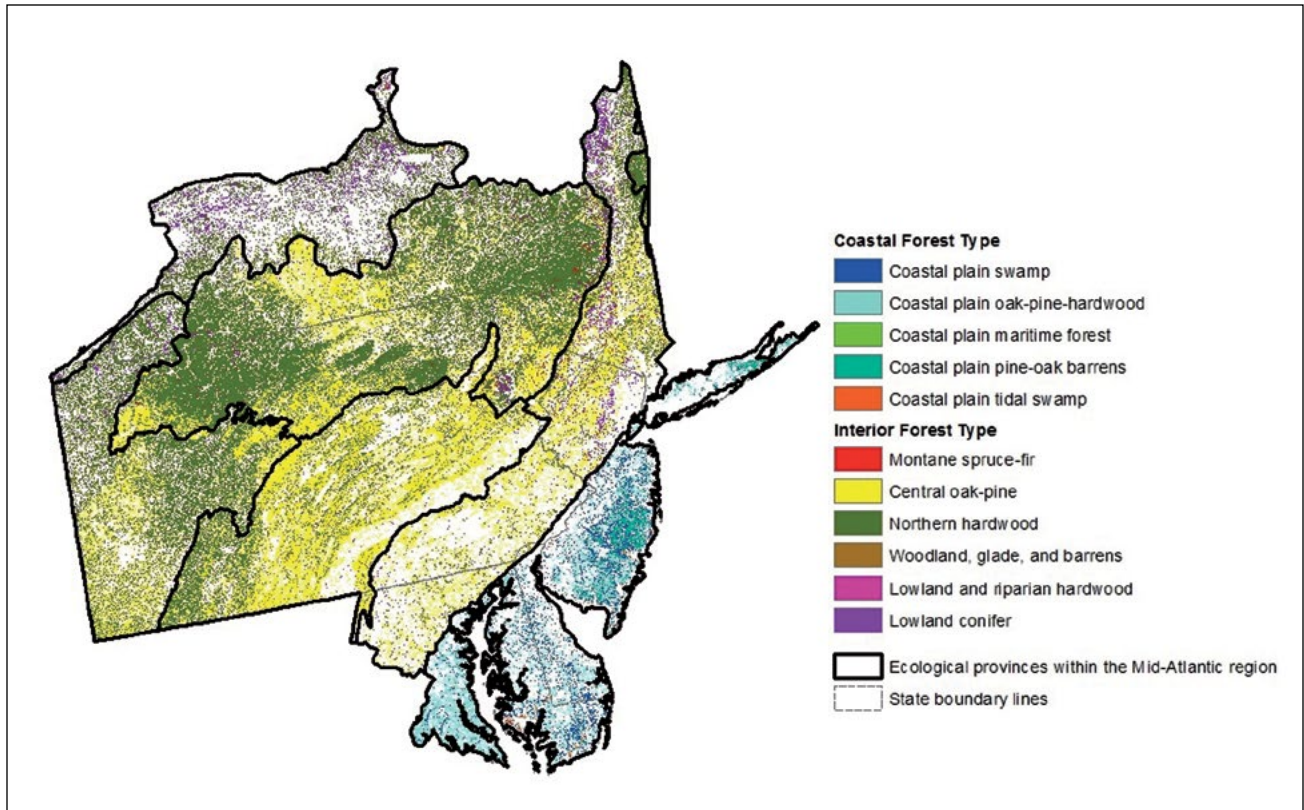 Coastal Forest Type
Coastal plain swamp
Coastal plain oak-pine-hardwood
Coastal plain maritime forest
Coastal plain pine-oak barrens
Coastal plain tidal swamp
Interior Forest Type
Montane spruce-fir
Central oak-pine
Northern hardwood
Woodland, glade, and barrens
Lowland and riparian hardwood
Lowland conifer
Ecological provinces within the Mid-Atlantic region
State boundary lines